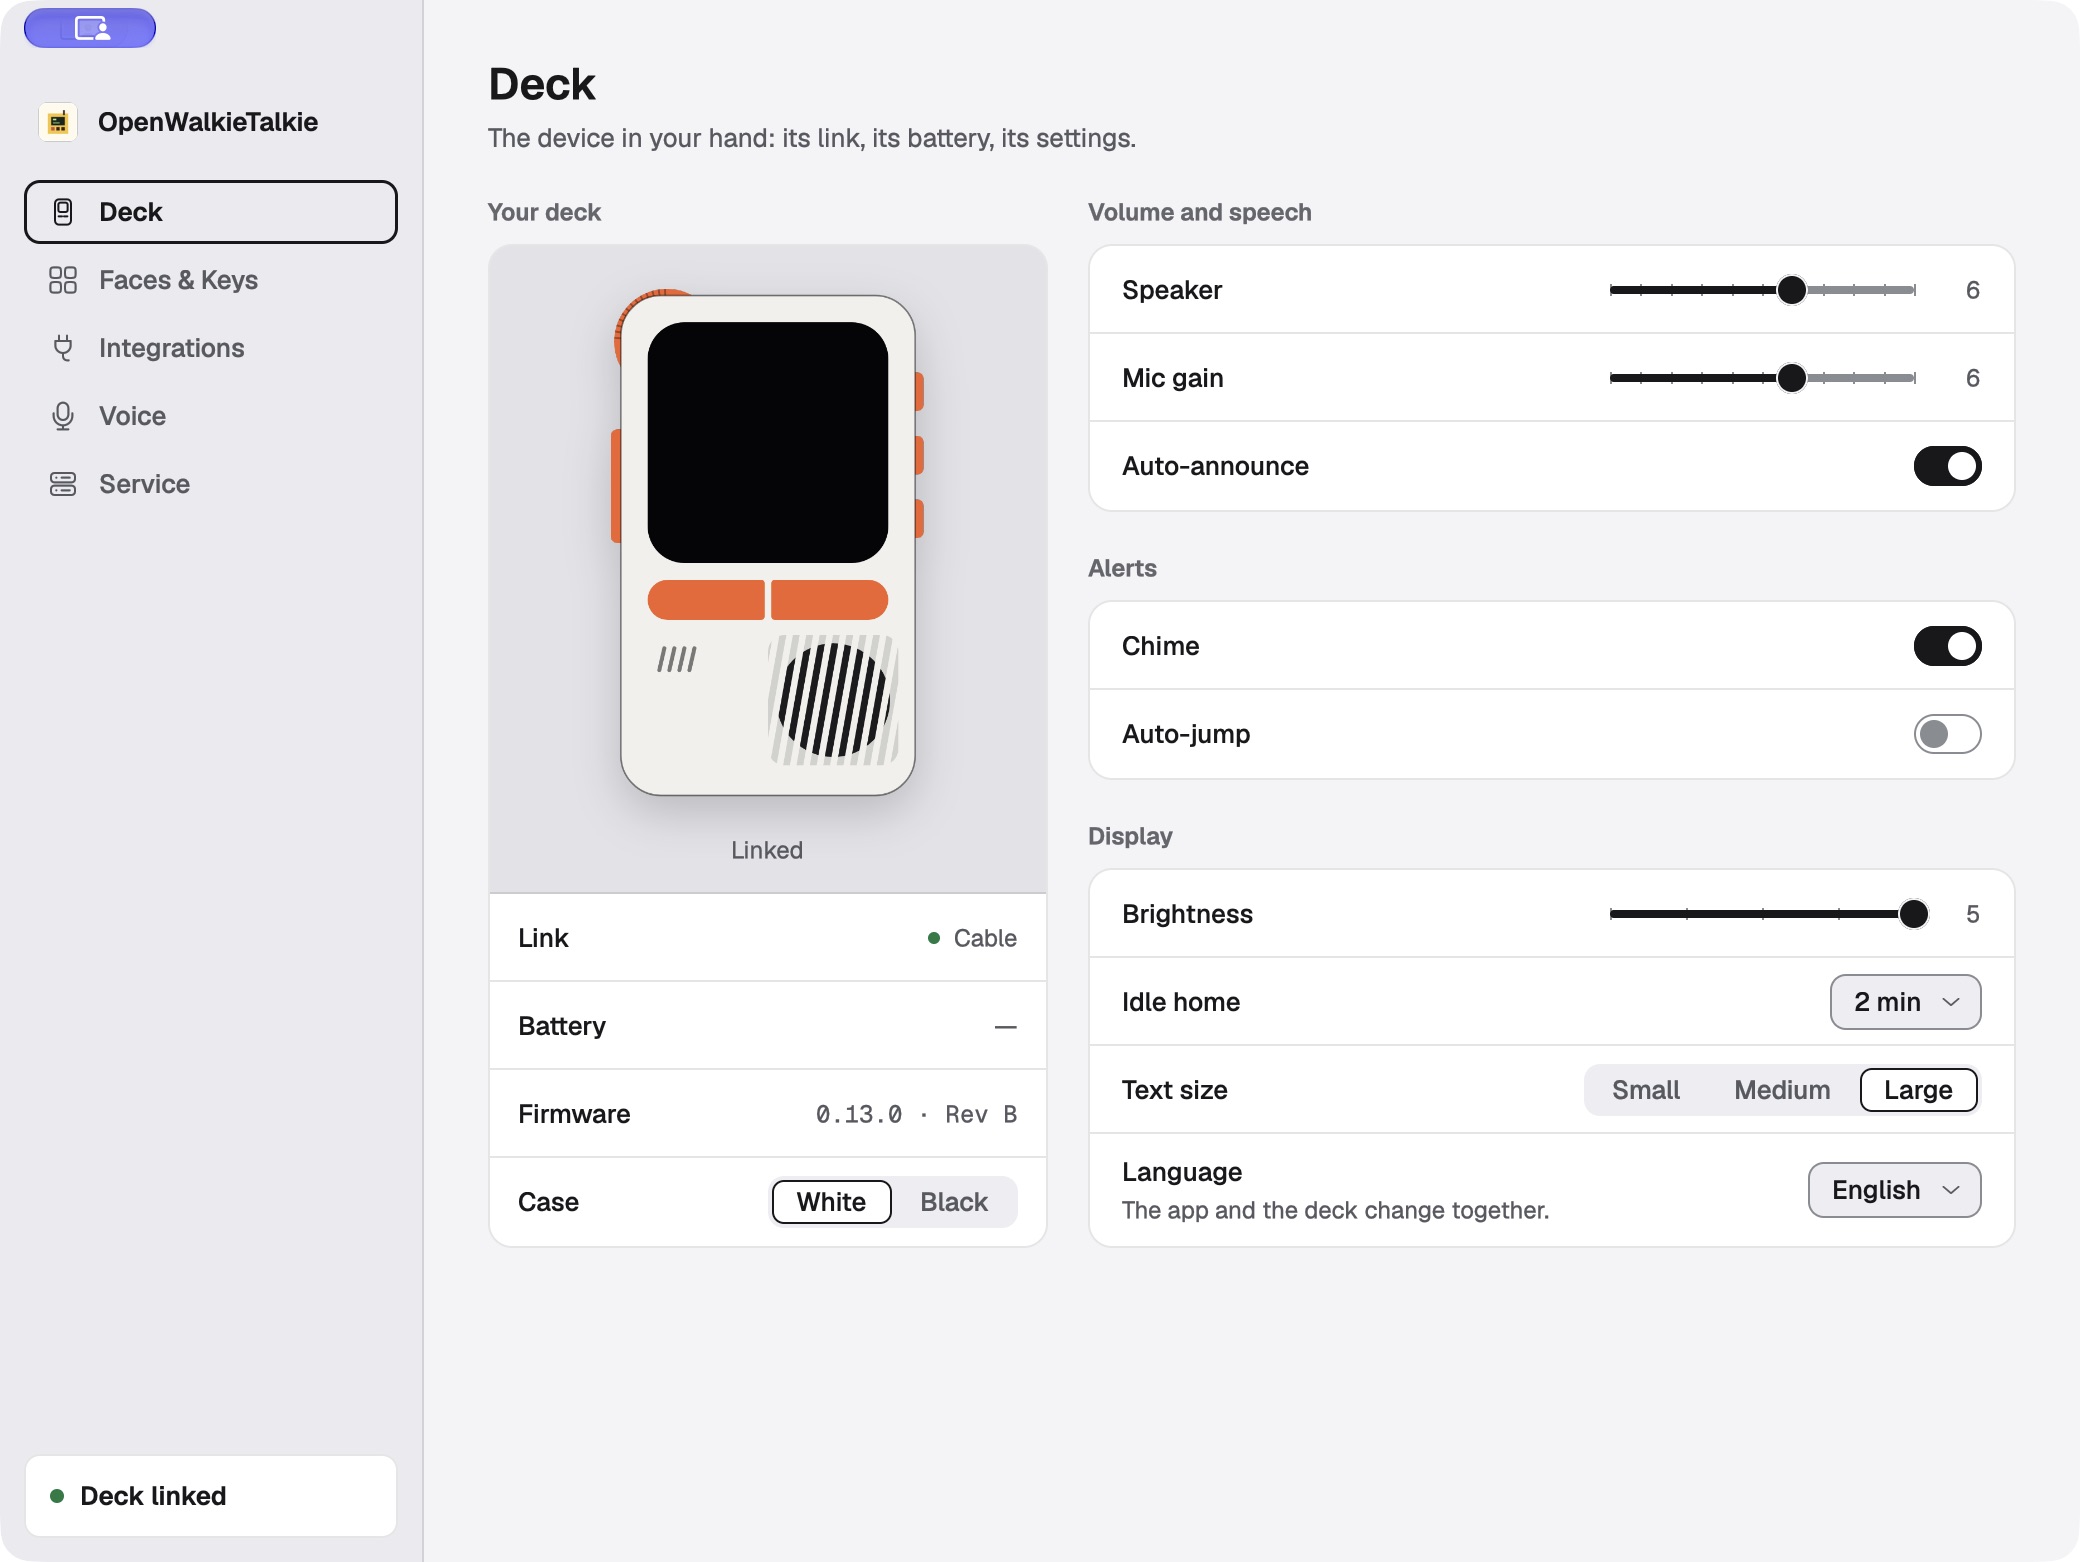 OpenWalkieTalkie
Deck
Faces & Keys
Integrations
Voice
Service
Deck linked
Deck
The device in your hand: its link, its battery, its settings.
Your deck
Linked
Link
Cable
Battery
—
Firmware
0.13.0 · Rev B
Case
White
Black
Volume and speech
Speaker
6
Mic gain
6
Auto-announce
Alerts
Chime
Auto-jump
Display
Brightness
5
Idle home
2 min
Text size
Small
Medium
Large
Language
The app and the deck change together.
English